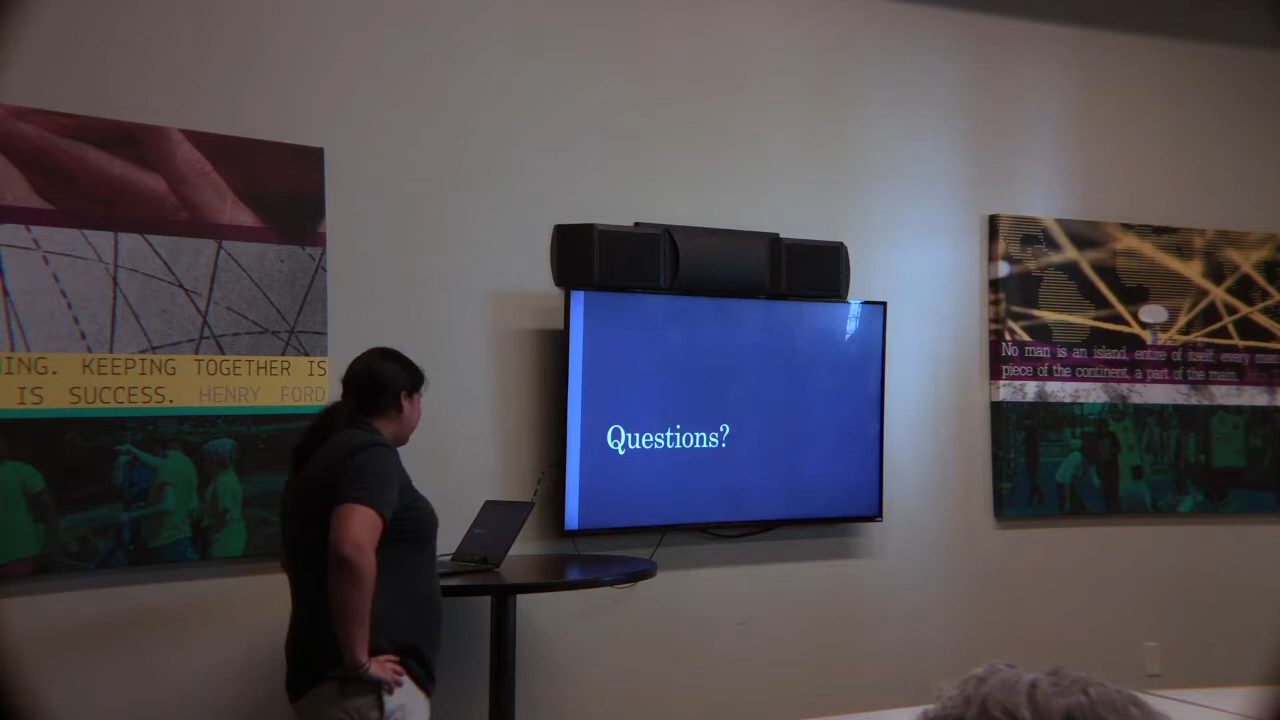 ING. KEEPING TOGETHER IS
IS SUCCESS. HENRY FORD
Questions?
No man is an island, entire of itself; every man
piece of the continent, a part of the main.